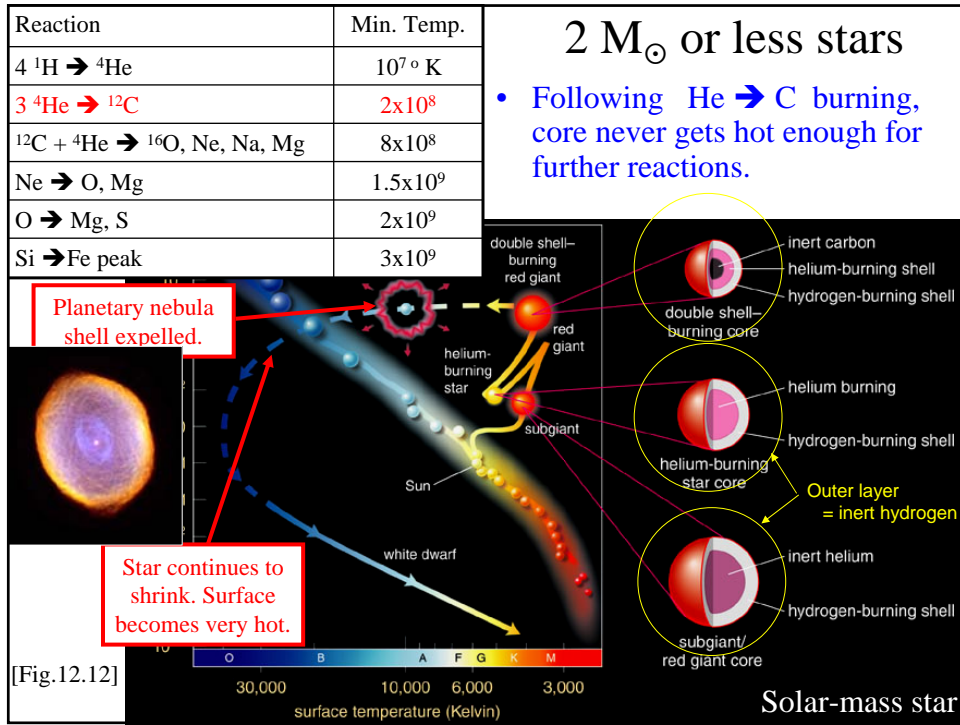 Reaction Min. Temp.
4 ¹H ➔ ⁴He 10⁷ ᵒ K
3 ⁴He ➔ ¹²C 2x10⁸
¹²C + ⁴He ➔ ¹⁶O, Ne, Na, Mg 8x10⁸
Ne ➔ O, Mg 1.5x10⁹
O ➔ Mg, S 2x10⁹
Si ➔Fe peak 3x10⁹
2 M☉ or less stars
• Following He ➔ C burning,
core never gets hot enough for
further reactions.
Planetary nebula
shell expelled.
double shell–
burning
red giant
red
giant
helium-
burning
star
subgiant
Sun
white dwarf
Star continues to
shrink. Surface
becomes very hot.
inert carbon
helium-burning shell
hydrogen-burning shell
double shell–
burning core
helium burning
hydrogen-burning shell
helium-burning
star core
Outer layer
= inert hydrogen
inert helium
hydrogen-burning shell
subgiant/
red giant core
O B A F G K M
30,000 10,000 6,000 3,000
surface temperature (Kelvin)
[Fig.12.12]
Solar-mass star